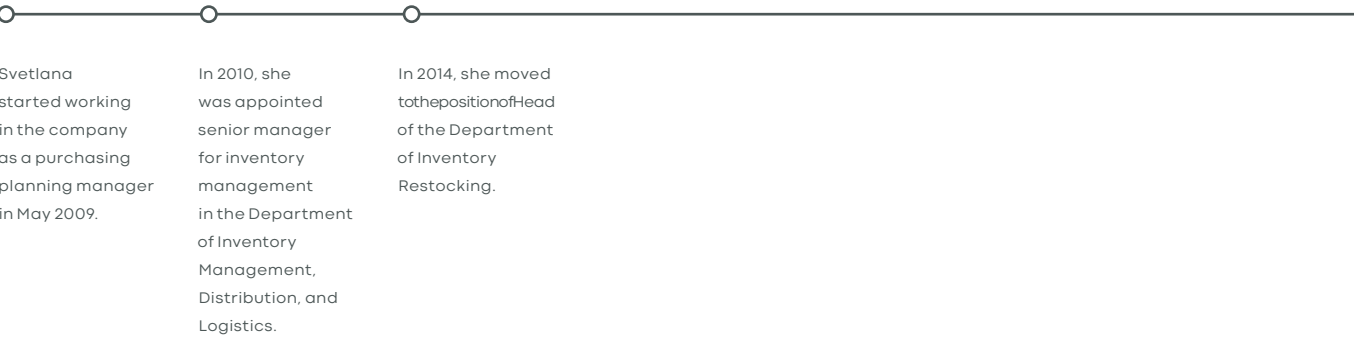 Svetlana
started working
in the company
as a purchasing
planning manager
in May 2009.
In 2010, she
was appointed
senior manager
for inventory
management
in the Department
of Inventory
Management,
Distribution, and
Logistics.
In 2014, she moved
tothepositionofHead
of the Department
of Inventory
Restocking.